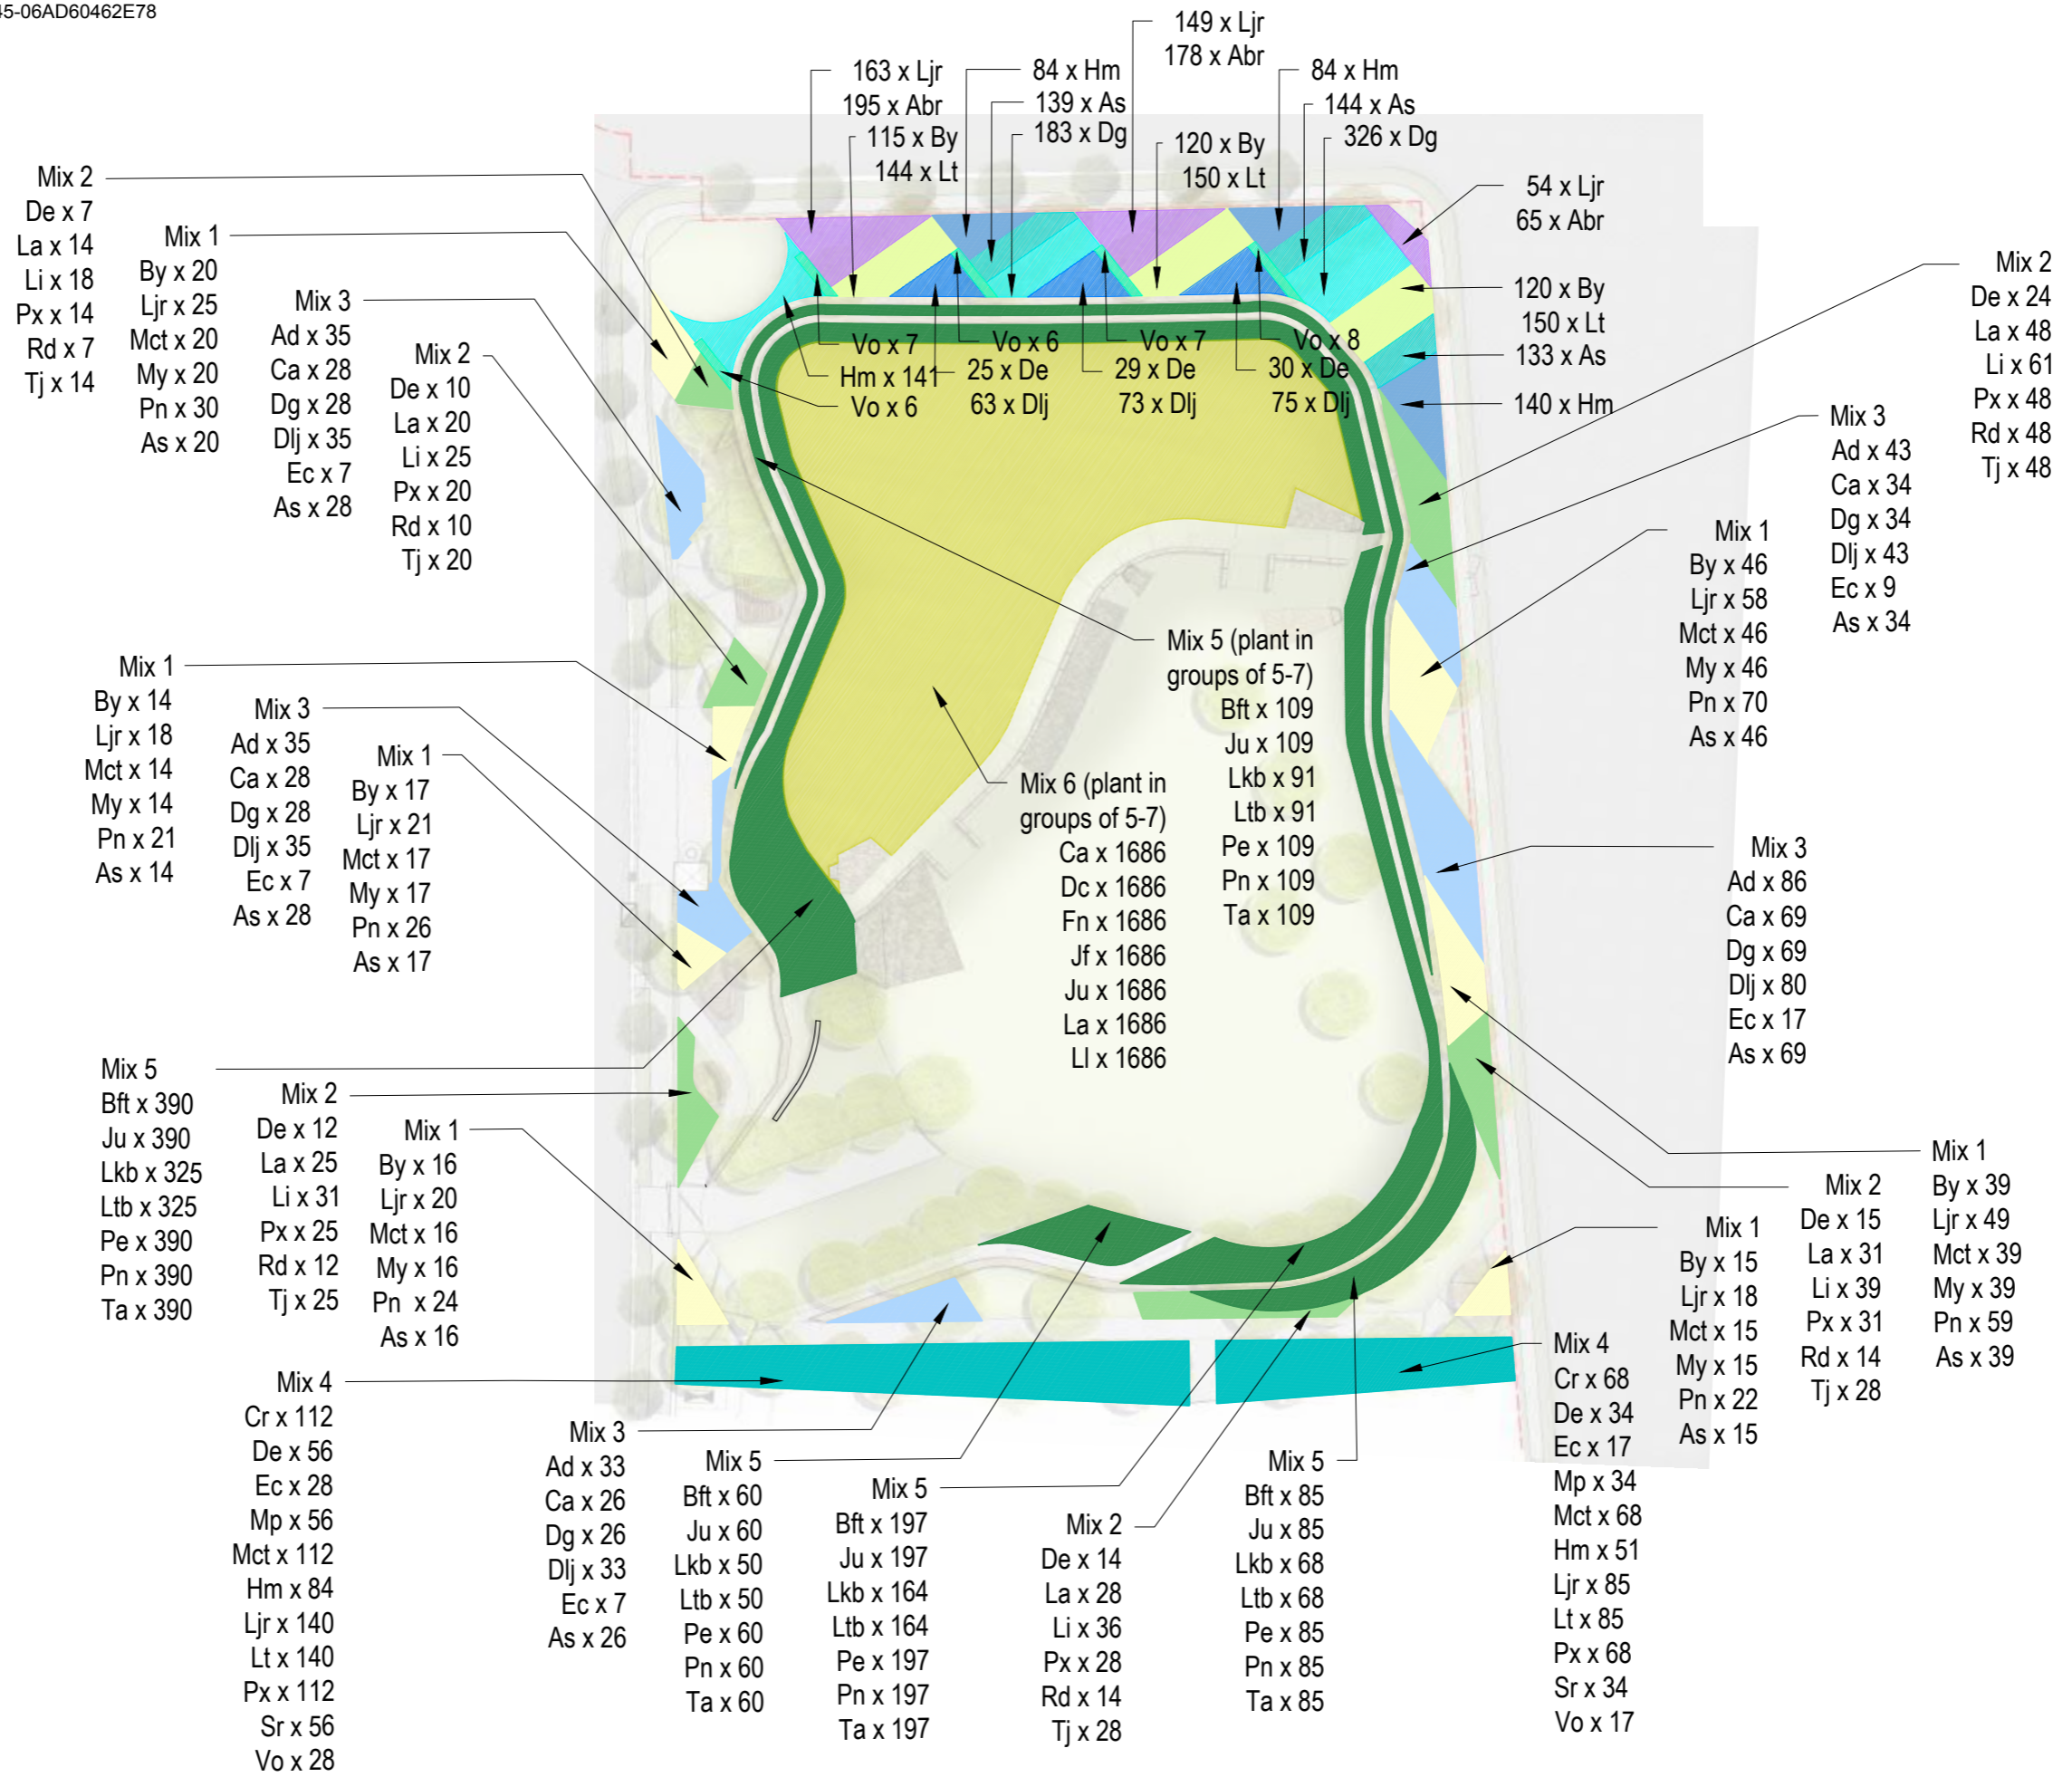 45-06AD60462E78
149 x Ljr
178 x Abr
163 x Ljr
195 x Abr
115 x By
144 x Lt
84 x Hm
139 x As
183 x Dg
120 x By
150 x Lt
84 x Hm
144 x As
326 x Dg
54 x Ljr
65 x Abr
120 x By
150 x Lt
133 x As
140 x Hm
Vo x 7
Hm x 141
Vo x 6
Vo x 6
25 x De
63 x Dlj
Vo x 7
29 x De
73 x Dlj
Vo x 8
30 x De
75 x Dlj
Mix 2
De x 7
La x 14
Li x 18
Px x 14
Rd x 7
Tj x 14
Mix 1
By x 20
Ljr x 25
Mct x 20
My x 20
Pn x 30
As x 20
Mix 3
Ad x 35
Ca x 28
Dg x 28
Dlj x 35
Ec x 7
As x 28
Mix 2
De x 10
La x 20
Li x 25
Px x 20
Rd x 10
Tj x 20
Mix 2
De x 24
La x 48
Li x 61
Px x 48
Rd x 48
Tj x 48
Mix 3
Ad x 43
Ca x 34
Dg x 34
Dlj x 43
Ec x 9
As x 34
Mix 1
By x 46
Ljr x 58
Mct x 46
My x 46
Pn x 70
As x 46
Mix 5 (plant in
groups of 5-7)
Bft x 109
Ju x 109
Lkb x 91
Ltb x 91
Pe x 109
Pn x 109
Ta x 109
Mix 6 (plant in
groups of 5-7)
Ca x 1686
Dc x 1686
Fn x 1686
Jf x 1686
Ju x 1686
La x 1686
Ll x 1686
Mix 1
By x 14
Ljr x 18
Mct x 14
My x 14
Pn x 21
As x 14
Mix 3
Ad x 35
Ca x 28
Dg x 28
Dlj x 35
Ec x 7
As x 28
Mix 1
By x 17
Ljr x 21
Mct x 17
My x 17
Pn x 26
As x 17
Mix 3
Ad x 86
Ca x 69
Dg x 69
Dlj x 80
Ec x 17
As x 69
Mix 5
Bft x 390
Ju x 390
Lkb x 325
Ltb x 325
Pe x 390
Pn x 390
Ta x 390
Mix 2
De x 12
La x 25
Li x 31
Px x 25
Rd x 12
Tj x 25
Mix 1
By x 16
Ljr x 20
Mct x 16
My x 16
Pn x 24
As x 16
Mix 1
By x 39
Ljr x 49
Mct x 39
My x 39
Pn x 59
As x 39
Mix 2
De x 15
La x 31
Li x 39
Px x 31
Rd x 14
Tj x 28
Mix 1
By x 15
Ljr x 18
Mct x 15
My x 15
Pn x 22
As x 15
Mix 4
Cr x 112
De x 56
Ec x 28
Mp x 56
Mct x 112
Hm x 84
Ljr x 140
Lt x 140
Px x 112
Sr x 56
Vo x 28
Mix 3
Ad x 33
Ca x 26
Dg x 26
Dlj x 33
Ec x 7
As x 26
Mix 5
Bft x 60
Ju x 60
Lkb x 50
Ltb x 50
Pe x 60
Pn x 60
Ta x 60
Mix 5
Bft x 197
Ju x 197
Lkb x 164
Ltb x 164
Pe x 197
Pn x 197
Ta x 197
Mix 2
De x 14
La x 28
Li x 36
Px x 28
Rd x 14
Tj x 28
Mix 5
Bft x 85
Ju x 85
Lkb x 68
Ltb x 68
Pe x 85
Pn x 85
Ta x 85
Mix 4
Cr x 68
De x 34
Ec x 17
Mp x 34
Mct x 68
Hm x 51
Ljr x 85
Lt x 85
Px x 68
Sr x 34
Vo x 17